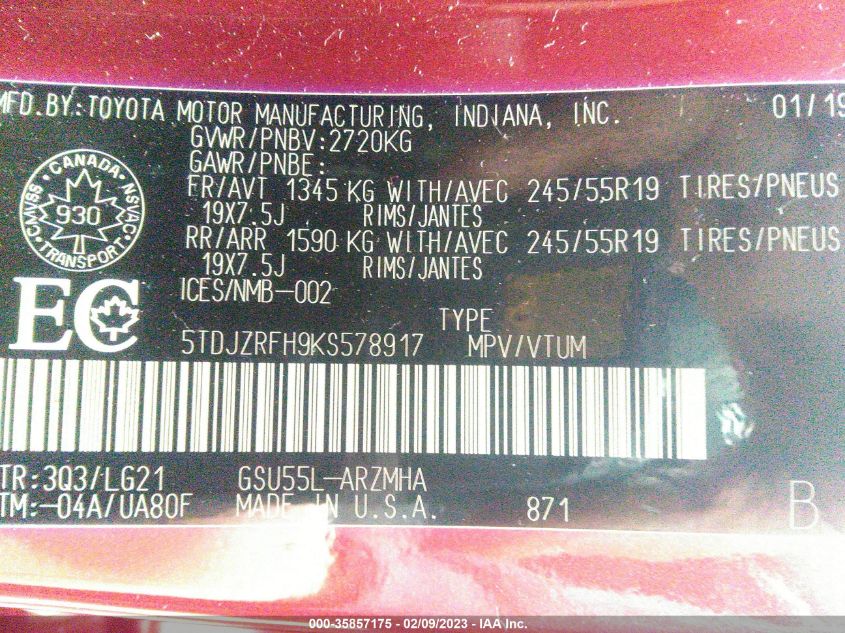 MFD.BY:TOYOTA MOTOR MANUFACTURING, INDIANA, INC. 01/19
GVWR/PNBV:2720KG
GAWR/PNBE:
FR/AVT 1345 KG WITH/AVEC 245/55R19 TIRES/PNEUS
19X7.5J RIMS/JANTES
RR/ARR 1590 KG WITH/AVEC 245/55R19 TIRES/PNEUS
19X7.5J RIMS/JANTES
CANADA NSVAC TRANSPORT CMVSS
930
ICES/NMB-002
EC
TYPE
5TDJZRFH9KS578917 MPV/VTUM
TR:3Q3/LG21 GSU55L-ARZMHA
TM:-04A/UA80F MADE IN U.S.A. 871 B
000-35857175 - 02/09/2023 - IAA Inc.